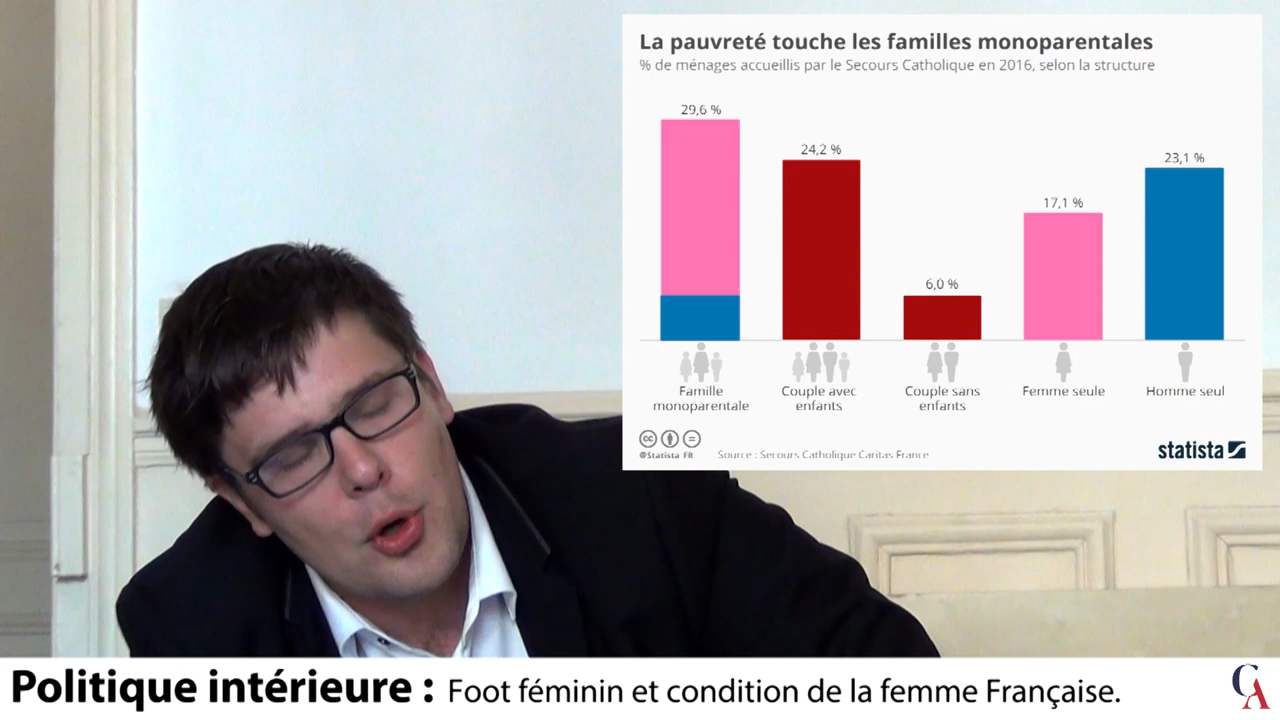 La pauvreté touche les familles monoparentales
% de ménages accueillis par le Secours Catholique en 2016, selon la structure
29,6 %
24,2 %
6,0 %
17,1 %
23,1 %
Famille
monoparentale
Couple avec
enfants
Couple sans
enfants
Femme seule
Homme seul
cc
@Statista_FR
Source : Secours Catholique Caritas France
statista
Politique intérieure : Foot féminin et condition de la femme Française.
CA